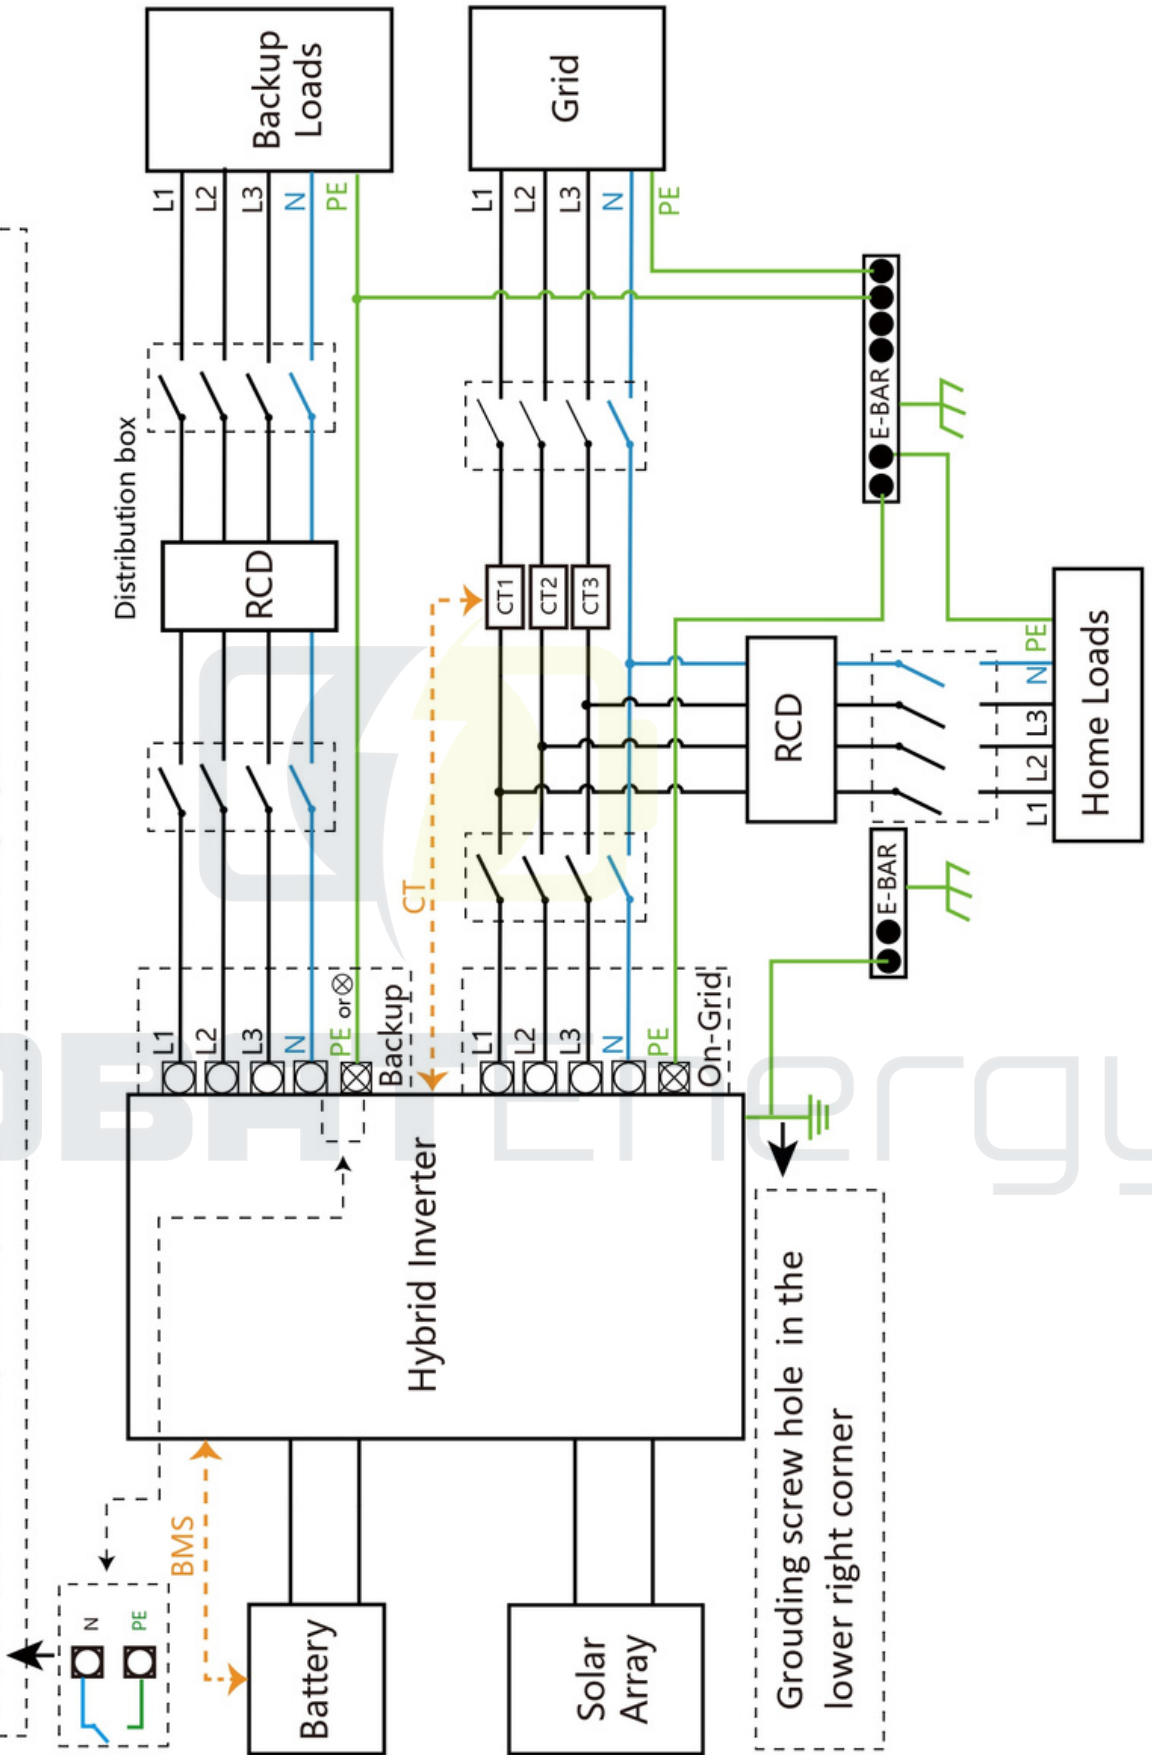 Distribution box
Backup
Loads
L1
L2
L3
N
PE
RCD
L1
L2
L3
N
PE or
Backup
Grid
L1
L2
L3
N
PE
CT1
CT2
CT3
CT
L1
L2
L3
N
PE
On-Grid
E-BAR
RCD
PE
N
L3
L2
L1
Home Loads
E-BAR
Hybrid Inverter
BMS
N
PE
Battery
Solar
Array
Grouding screw hole in the
lower right corner
Energy